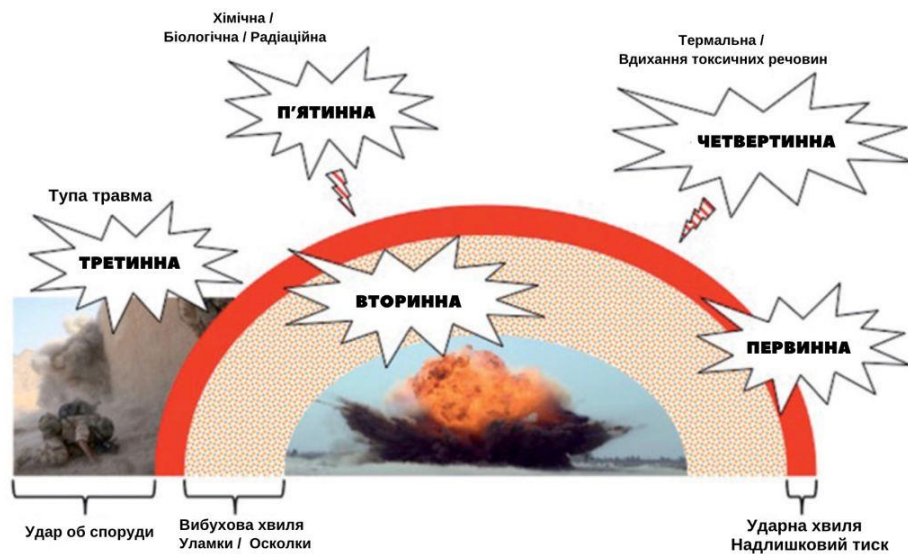 Хімічна /
Біологічна / Радіаційна
Термальна /
Вдихання токсичних речовин
П'ЯТИННА
ЧЕТВЕРТИННА
Тупа травма
ТРЕТИННА
ВТОРИННА
ПЕРВИННА
Удар об споруди
Вибухова хвиля
Уламки / Осколки
Ударна хвиля
Надлишковий тиск